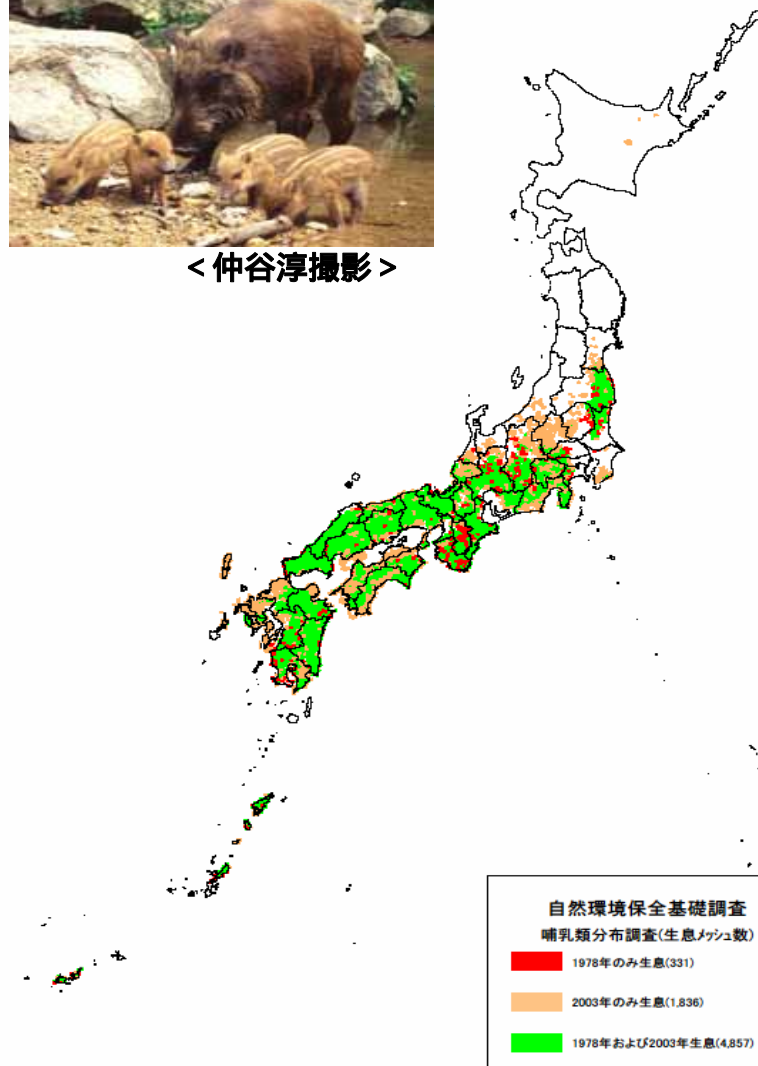 <仲谷淳撮影>
自然環境保全基礎調査
哺乳類分布調査(生息メッシュ数)
1978年のみ生息(331)
2003年のみ生息(1,836)
1978年および2003年生息(4,857)